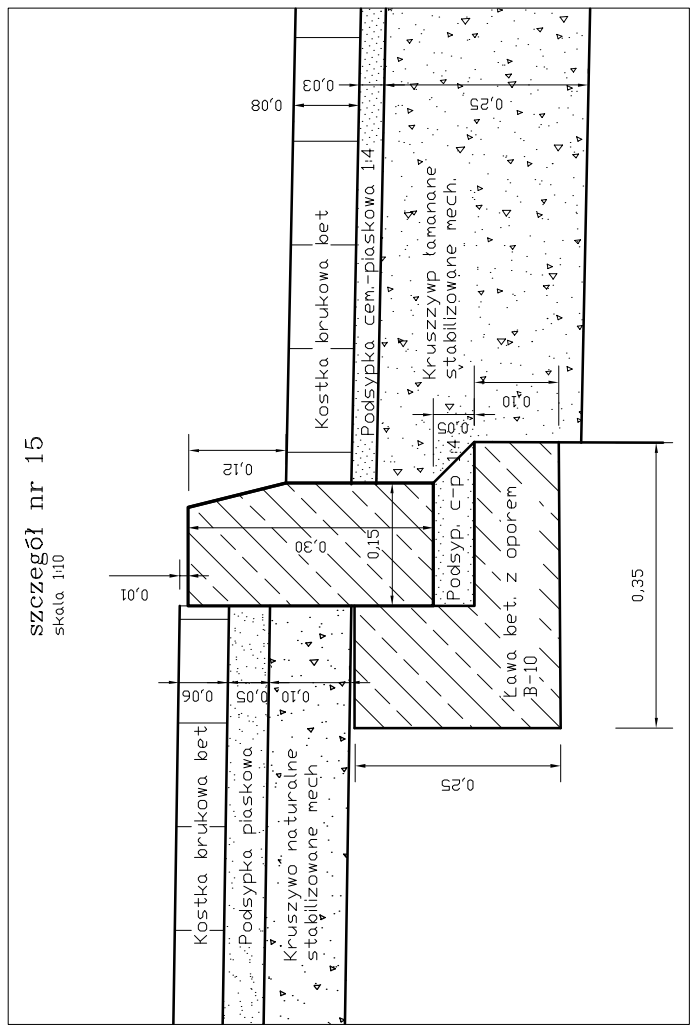 szczegół nr 15
skala 1:10
0,01
0,12
0,06
0,05
0,10
Kostka brukowa bet
Podsypka piaskowa
Kruszywo naturalne
stabilizowane mech
0,30
0,15
0,08
0,03
0,25
Kostka brukowa bet
Podsypka cem.-piaskowa 1:4
Kruszzywp łamanane
stabilizowane mech.
0,05
0,10
Podsyp. c-p 1:4
Ława bet. z oporem
B-10
0,25
0,35